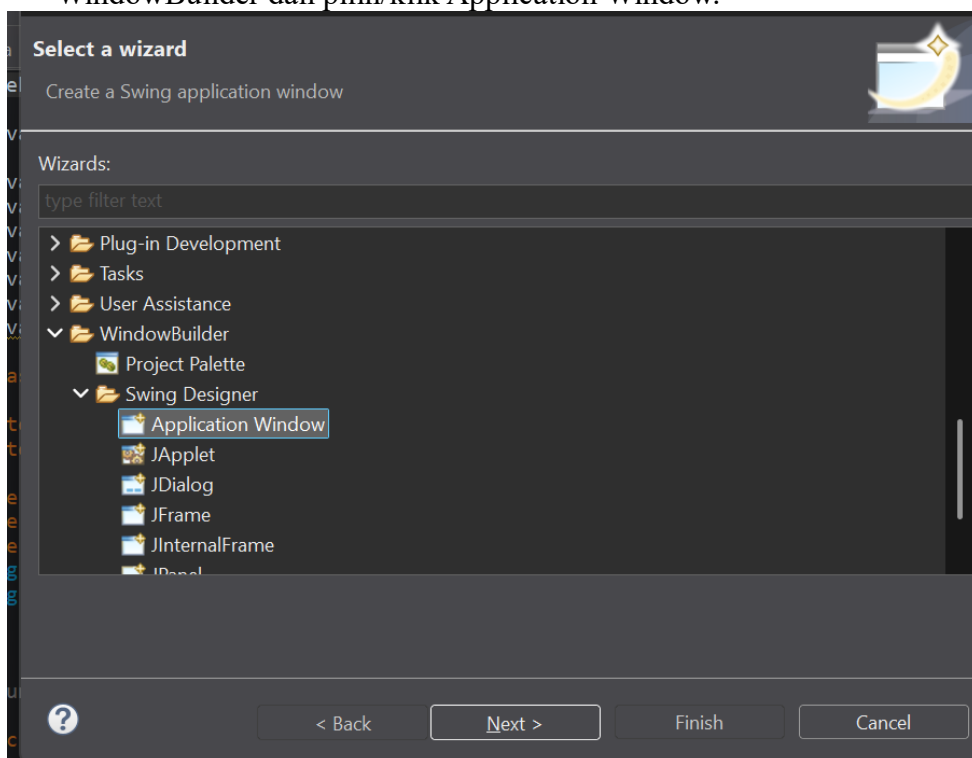 WindowBuilder dan pilih/klik Application Window.
Select a wizard
Create a Swing application window
Wizards:
type filter text
Plug-in Development
Tasks
User Assistance
WindowBuilder
Project Palette
Swing Designer
Application Window
JApplet
JDialog
JFrame
JInternalFrame
JPanel
?
< Back Next > Finish Cancel